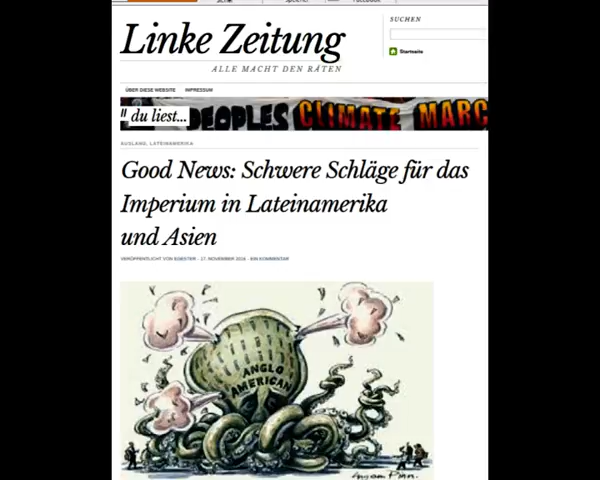 SUCHEN
Linke Zeitung
ALLE MACHT DEN RÄTEN
Startseite
ÜBER DIESE WEBSITE IMPRESSUM
PEOPLES CLIMATE MARC
// du liest...
AUSLAND, LATEINAMERIKA
Good News: Schwere Schläge für das
Imperium in Lateinamerika
und Asien
ANGLO
AMERICAN